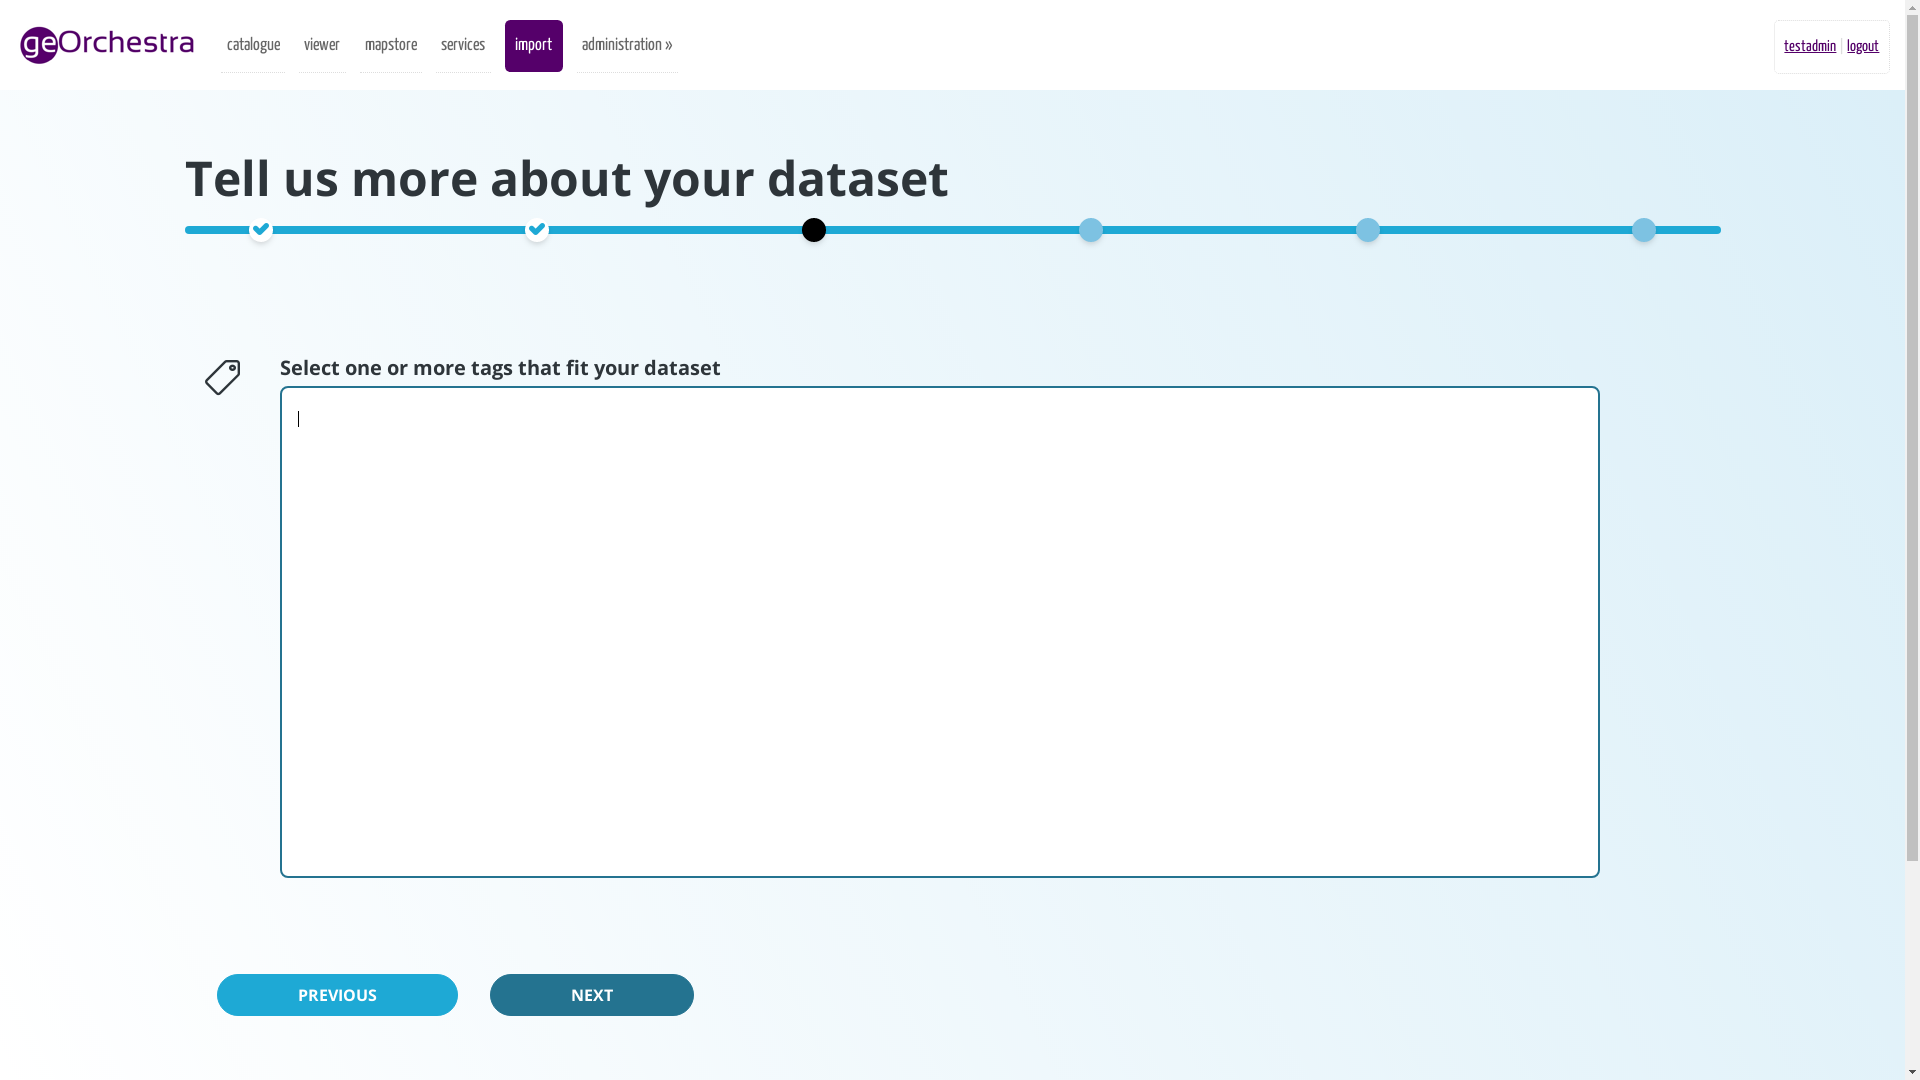 geOrchestra
catalogue viewer mapstore services import administration »
testadmin | logout
Tell us more about your dataset
Select one or more tags that fit your dataset
PREVIOUS NEXT